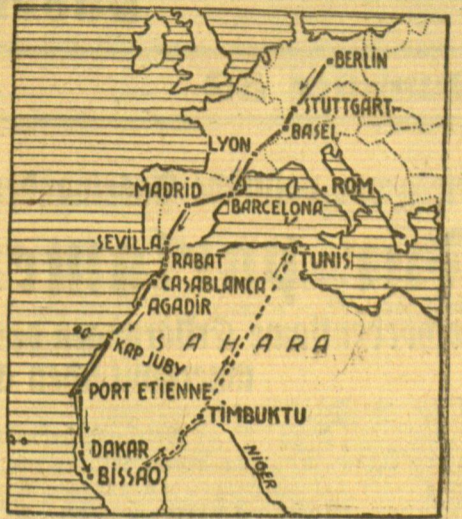 BERLIN
STUTTGART
BASEL
LYON
MADRID
ROM
BARCELONA
SEVILLA
RABAT
TUNIS
CASABLANCA
AGADIR
SAHARA
KAP JUBY
PORT ETIENNE
TIMBUKTU
DAKAR
BISSAO
NIGER